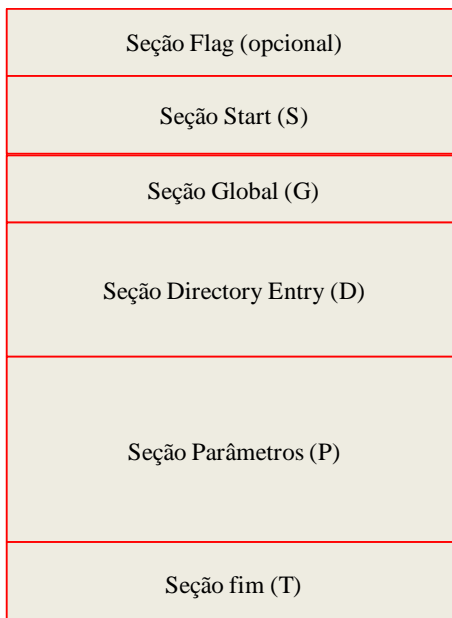 Seção Flag (opcional)
Seção Start (S)
Seção Global (G)
Seção Directory Entry (D)
Seção Parâmetros (P)
Seção fim (T)